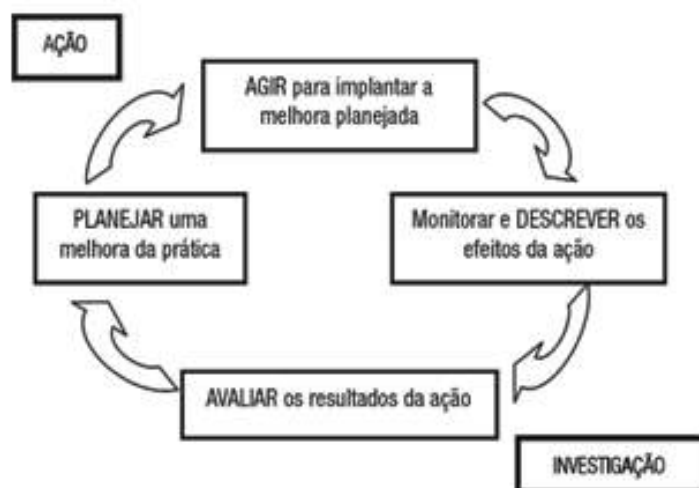 AÇÃO
AGIR para implantar a
melhora planejada
PLANEJAR uma
melhora da prática
Monitorar e DESCREVER os
efeitos da ação
AVALIAR os resultados da ação
INVESTIGAÇÃO